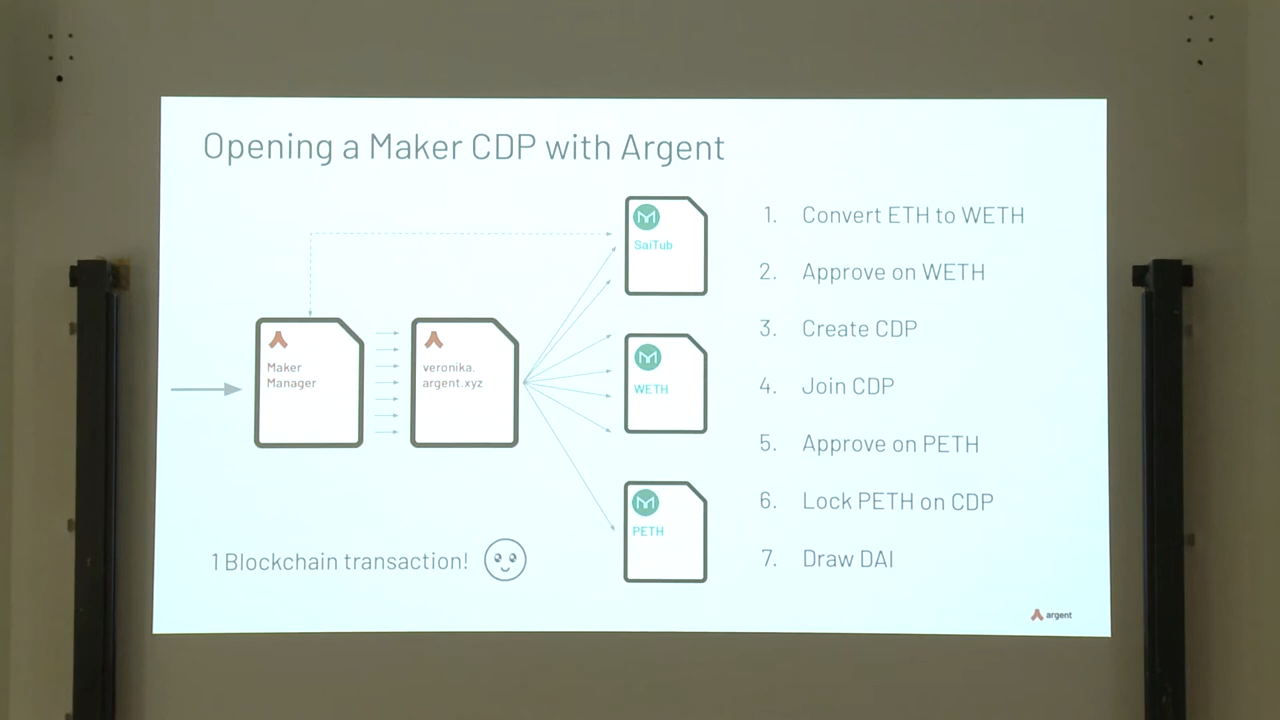 Opening a Maker CDP with Argent
SaiTub
Maker
Manager
veronika.
argent.xyz
WETH
PETH
1 Blockchain transaction!
1. Convert ETH to WETH
2. Approve on WETH
3. Create CDP
4. Join CDP
5. Approve on PETH
6. Lock PETH on CDP
7. Draw DAI
argent